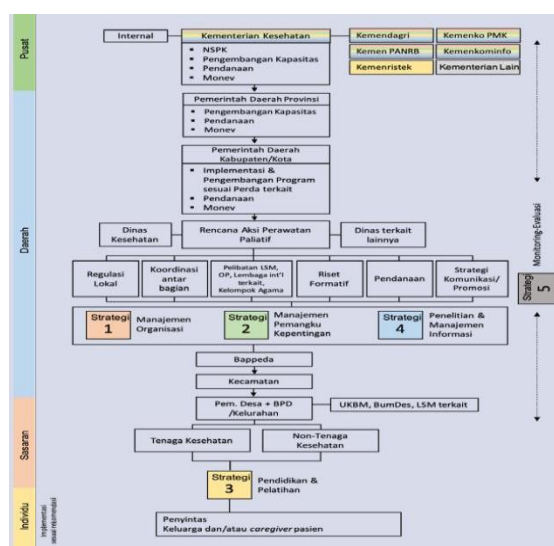 Pusat
Internal
Kementerian Kesehatan
Kemendagri
Kemenko PMK
Kemen PANRB
Kemenkominfo
Kemenristek
Kementerian Lain
▪ NSPK
▪ Pengembangan Kapasitas
▪ Pendanaan
▪ Monev
Daerah
Pemerintah Daerah Provinsi
▪ Pengembangan Kapasitas
▪ Pendanaan
▪ Monev
Pemerintah Daerah
Kabupaten/Kota
▪ Implementasi &
Pengembangan Program
sesuai Perda terkait
▪ Pendanaan
▪ Monev
Dinas
Kesehatan
Rencana Aksi Perawatan
Paliatif
Dinas terkait
lainnya
Regulasi
Lokal
Koordinasi
antar
bagian
Pelibatan LSM,
OP, Lembaga int'l
terkait,
Kelompok Agama
Riset
Formatif
Pendanaan
Strategi
Komunikasi/
Promosi
Strategi
1
Manajemen
Organisasi
Strategi
2
Manajemen
Pemangku
Kepentingan
Strategi
4
Penelitian &
Manajemen
Informasi
Monitoring-Evaluasi
Strategi
5
Bappeda
Kecamatan
Sasaran
Pem. Desa + BPD
/Kelurahan
UKBM, BumDes, LSM terkait
Tenaga Kesehatan
Non-Tenaga
Kesehatan
Strategi
3
Pendidikan &
Pelatihan
Individu
Implementasi
sesuai rekomendasi
Penyintas
Keluarga dan/atau caregiver pasien